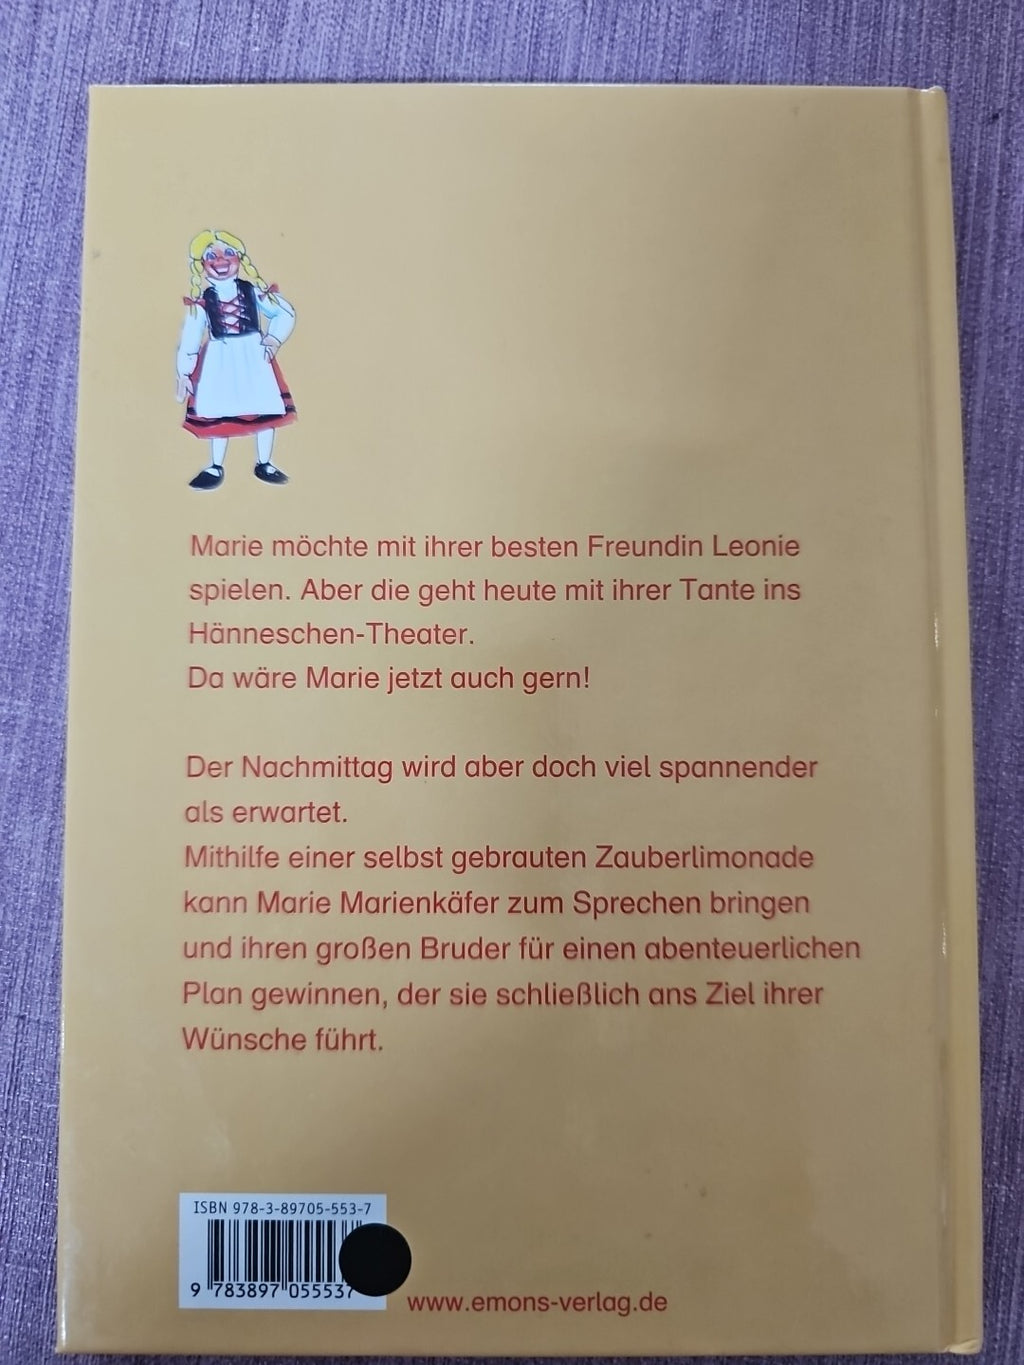 Marie möchte mit ihrer besten Freundin Leonie
spielen. Aber die geht heute mit ihrer Tante ins
Hänneschen-Theater.
Da wäre Marie jetzt auch gern!
Der Nachmittag wird aber doch viel spannender
als erwartet.
Mithilfe einer selbst gebrauten Zauberlimonade
kann Marie Marienkäfer zum Sprechen bringen
und ihren großen Bruder für einen abenteuerlichen
Plan gewinnen, der sie schließlich ans Ziel ihrer
Wünsche führt.
ISBN 978-3-89705-553-7
9 783897 055537
www.emons-verlag.de